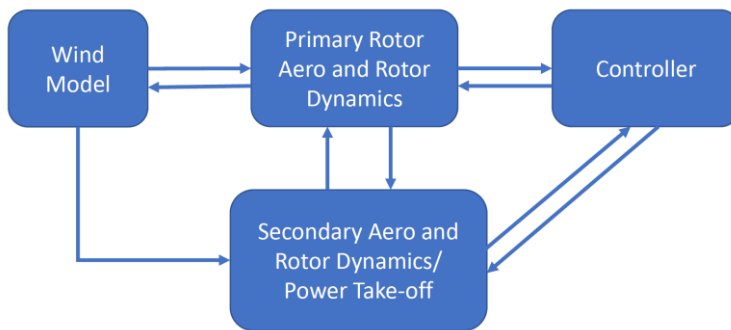 Wind
Model
Primary Rotor
Aero and Rotor
Dynamics
Controller
Secondary Aero and
Rotor Dynamics/
Power Take-off